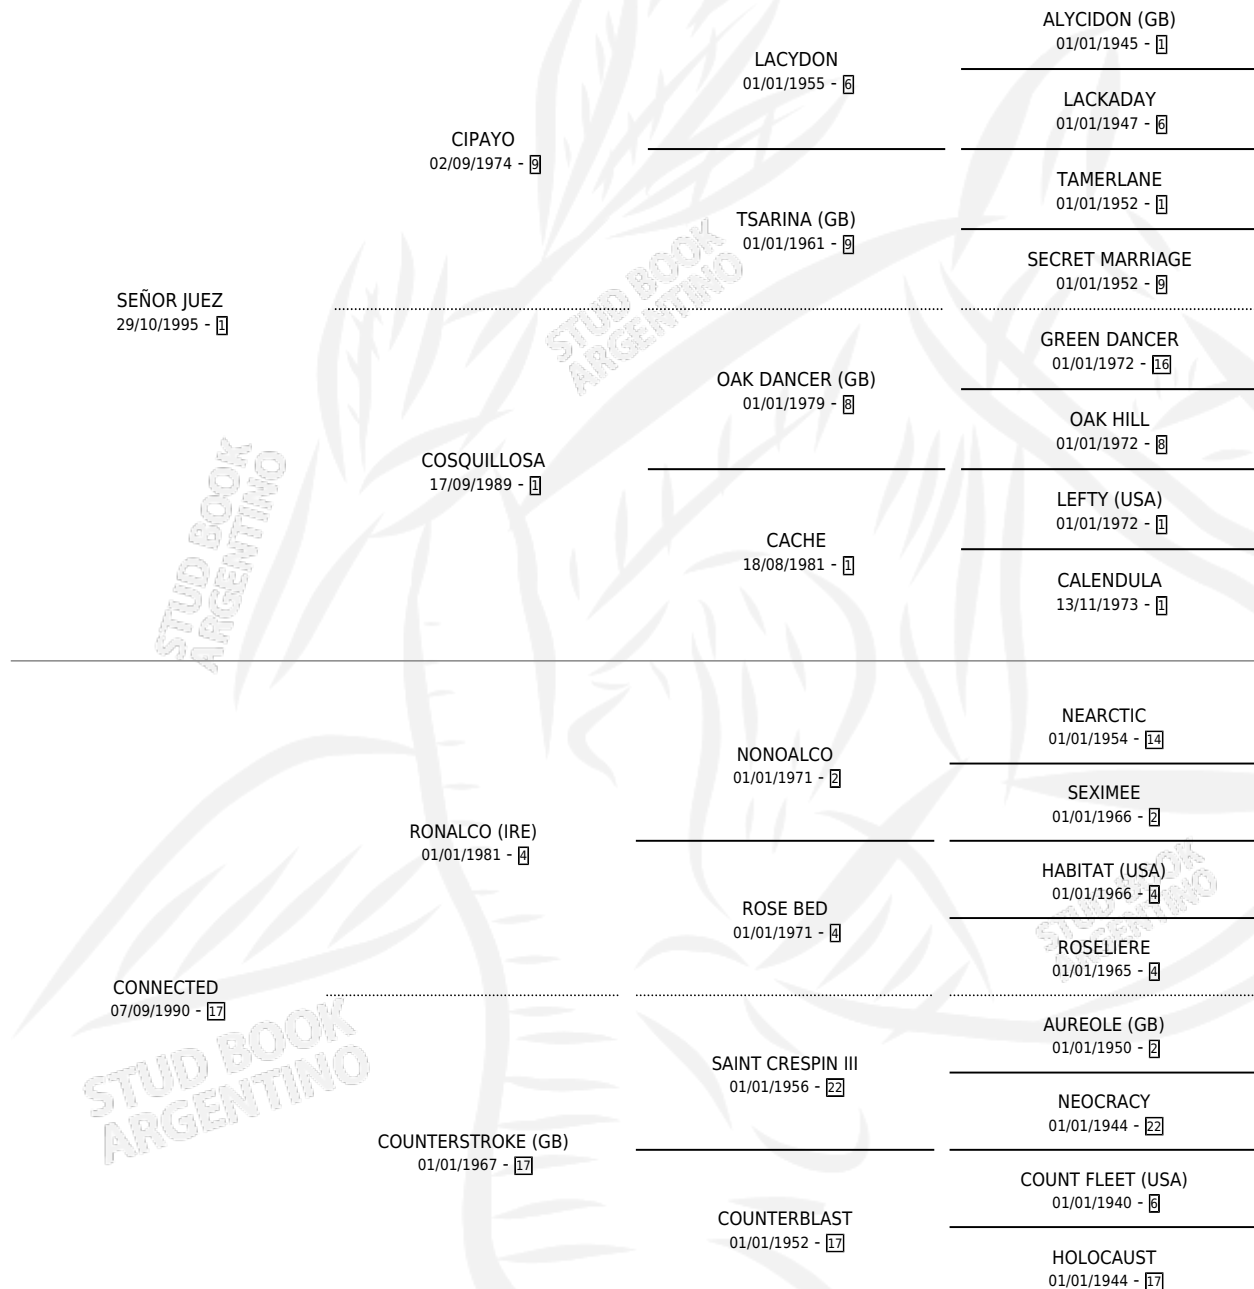 ALYCIDON (GB)
01/01/1945 - 1
LACYDON
01/01/1955 - 6
LACKADAY
01/01/1947 - 6
CIPAYO
02/09/1974 - 9
TAMERLANE
01/01/1952 - 1
TSARINA (GB)
01/01/1961 - 9
SECRET MARRIAGE
01/01/1952 - 9
SEÑOR JUEZ
29/10/1995 - 1
GREEN DANCER
01/01/1972 - 16
OAK DANCER (GB)
01/01/1979 - 8
OAK HILL
01/01/1972 - 8
COSQUILLOSA
17/09/1989 - 1
LEFTY (USA)
01/01/1972 - 1
CACHE
18/08/1981 - 1
CALENDULA
13/11/1973 - 1
NEARCTIC
01/01/1954 - 14
NONOALCO
01/01/1971 - 2
SEXIMEE
01/01/1966 - 2
RONALCO (IRE)
01/01/1981 - 4
HABITAT (USA)
01/01/1966 - 4
ROSE BED
01/01/1971 - 4
ROSELIERE
01/01/1965 - 4
CONNECTED
07/09/1990 - 17
AUREOLE (GB)
01/01/1950 - 2
SAINT CRESPIN III
01/01/1956 - 22
NEOCRACY
01/01/1944 - 22
COUNTERSTROKE (GB)
01/01/1967 - 17
COUNT FLEET (USA)
01/01/1940 - 6
COUNTERBLAST
01/01/1952 - 17
HOLOCAUST
01/01/1944 - 17
STUD BOOK
ARGENTINO
STUD BOOK
ARGENTINO
STUD BOOK
ARGENTINO
STUD BOOK
ARGENTINO